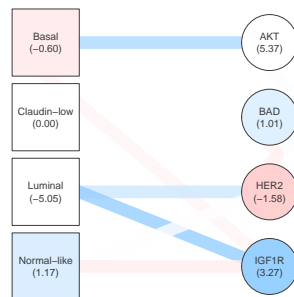 Basal
(−0.60)
AKT
(5.37)
Claudin−low
(0.00)
BAD
(1.01)
Luminal
(−5.05)
HER2
(−1.58)
Normal−like
(1.17)
IGF1R
(3.27)